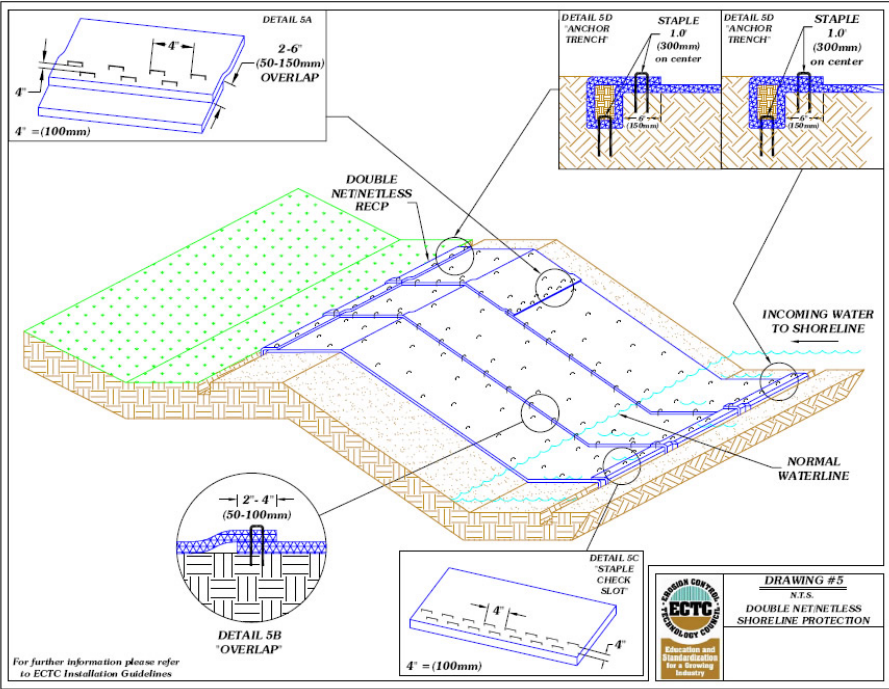 DETAIL 5A
4"
2-6"
(50-150mm)
OVERLAP
4"
4" =(100mm)
DETAIL 5D
"ANCHOR
TRENCH"
STAPLE
1.0'
(300mm)
on center
6"
(150mm)
DETAIL 5D
"ANCHOR
TRENCH"
STAPLE
1.0'
(300mm)
on center
6"
(150mm)
DOUBLE
NET/NETLESS
RECP
INCOMING WATER
TO SHORELINE
NORMAL
WATERLINE
2"- 4"
(50-100mm)
DETAIL 5B
"OVERLAP"
DETAIL 5C
"STAPLE
CHECK
SLOT"
4"
4"
4" =(100mm)
For further information please refer
to ECTC Installation Guidelines
EROSION CONTROL
ECTC
TECHNOLOGY COUNCIL
Education and
Standardization
for a Growing
Industry
DRAWING #5
N.T.S.
DOUBLE NET/NETLESS
SHORELINE PROTECTION